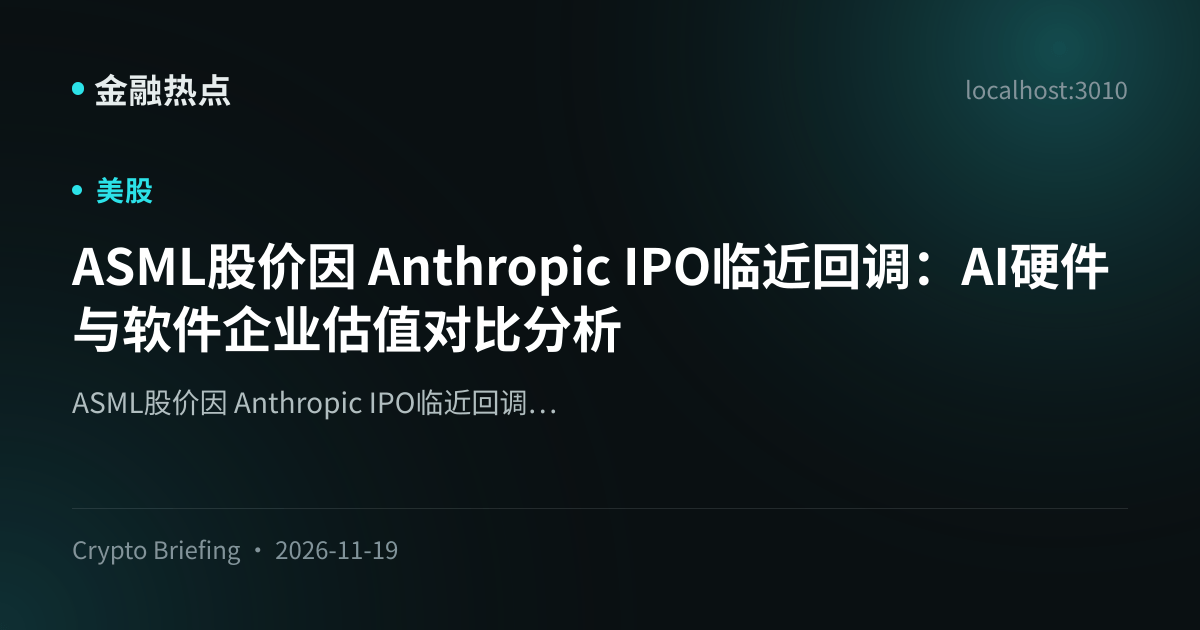 金融热点
localhost:3010
美股
ASML股价因 Anthropic IPO临近回调：AI硬件
与软件企业估值对比分析
ASML股价因 Anthropic IPO临近回调…
Crypto Briefing · 2026-11-19